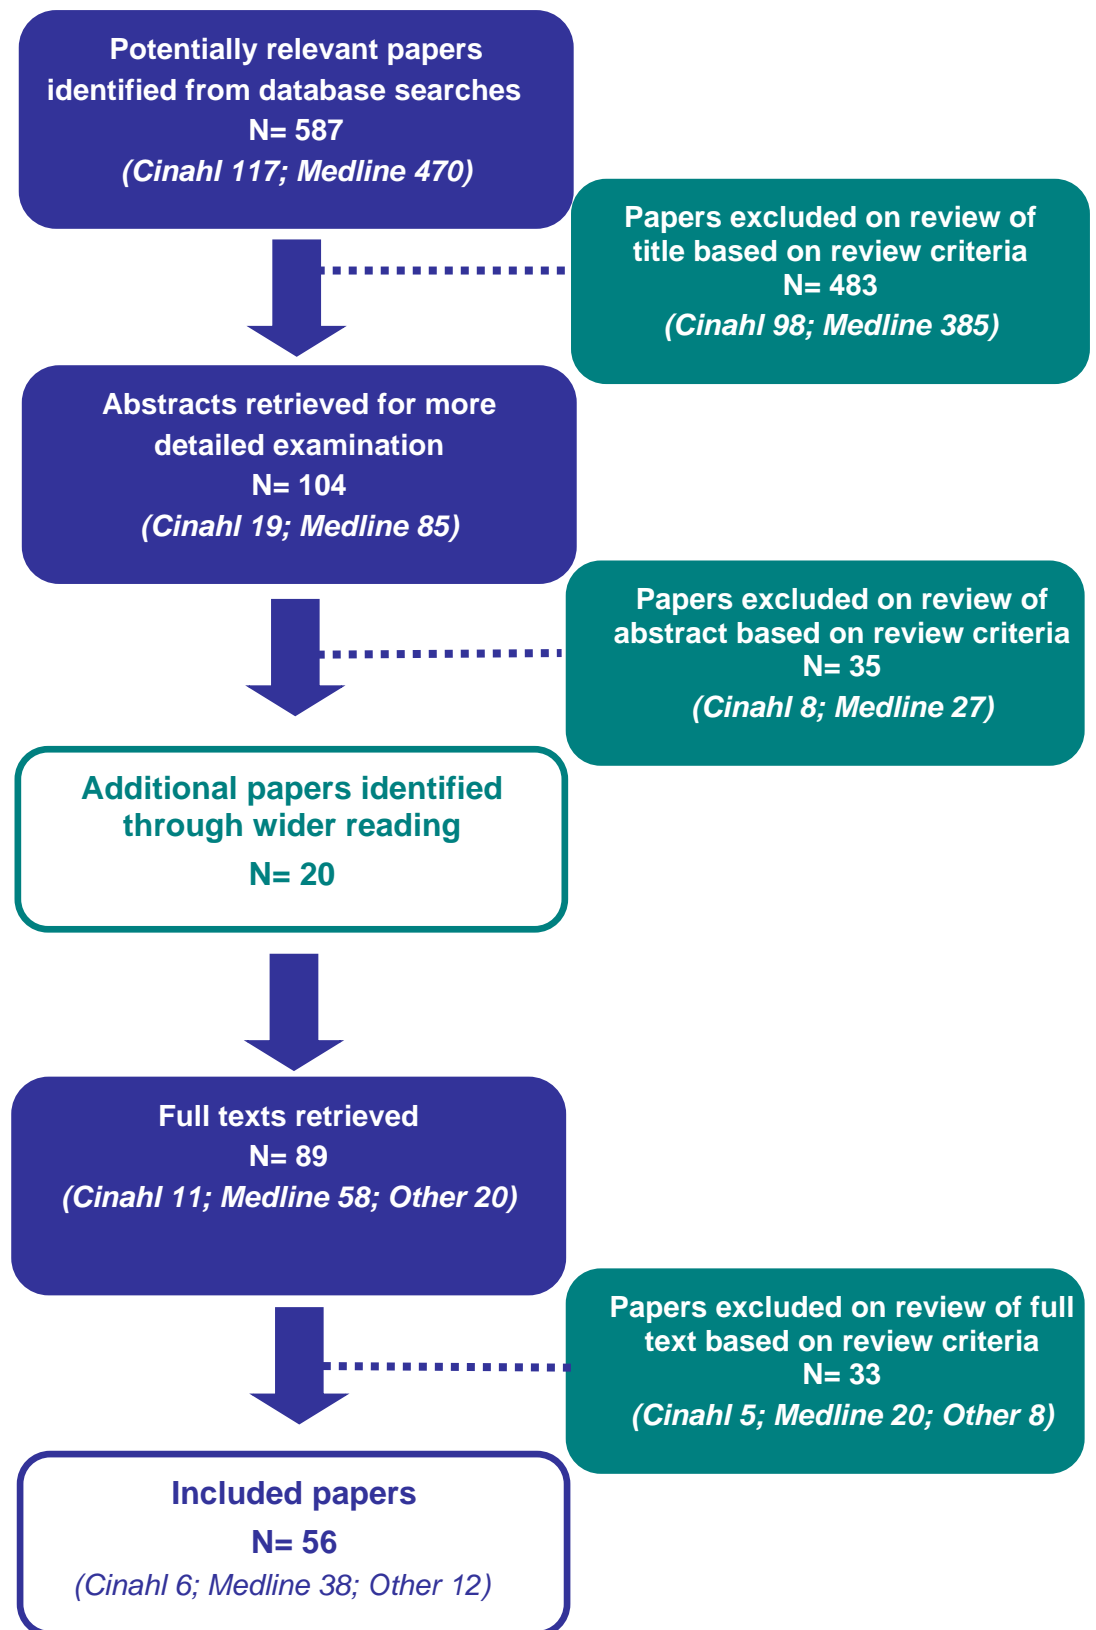 Potentially relevant papers
identified from database searches
N= 587
(Cinahl 117; Medline 470)
Papers excluded on review of
title based on review criteria
N= 483
(Cinahl 98; Medline 385)
Abstracts retrieved for more
detailed examination
N= 104
(Cinahl 19; Medline 85)
Papers excluded on review of
abstract based on review criteria
N= 35
(Cinahl 8; Medline 27)
Additional papers identified
through wider reading
N= 20
Full texts retrieved
N= 89
(Cinahl 11; Medline 58; Other 20)
Papers excluded on review of full
text based on review criteria
N= 33
(Cinahl 5; Medline 20; Other 8)
Included papers
N= 56
(Cinahl 6; Medline 38; Other 12)